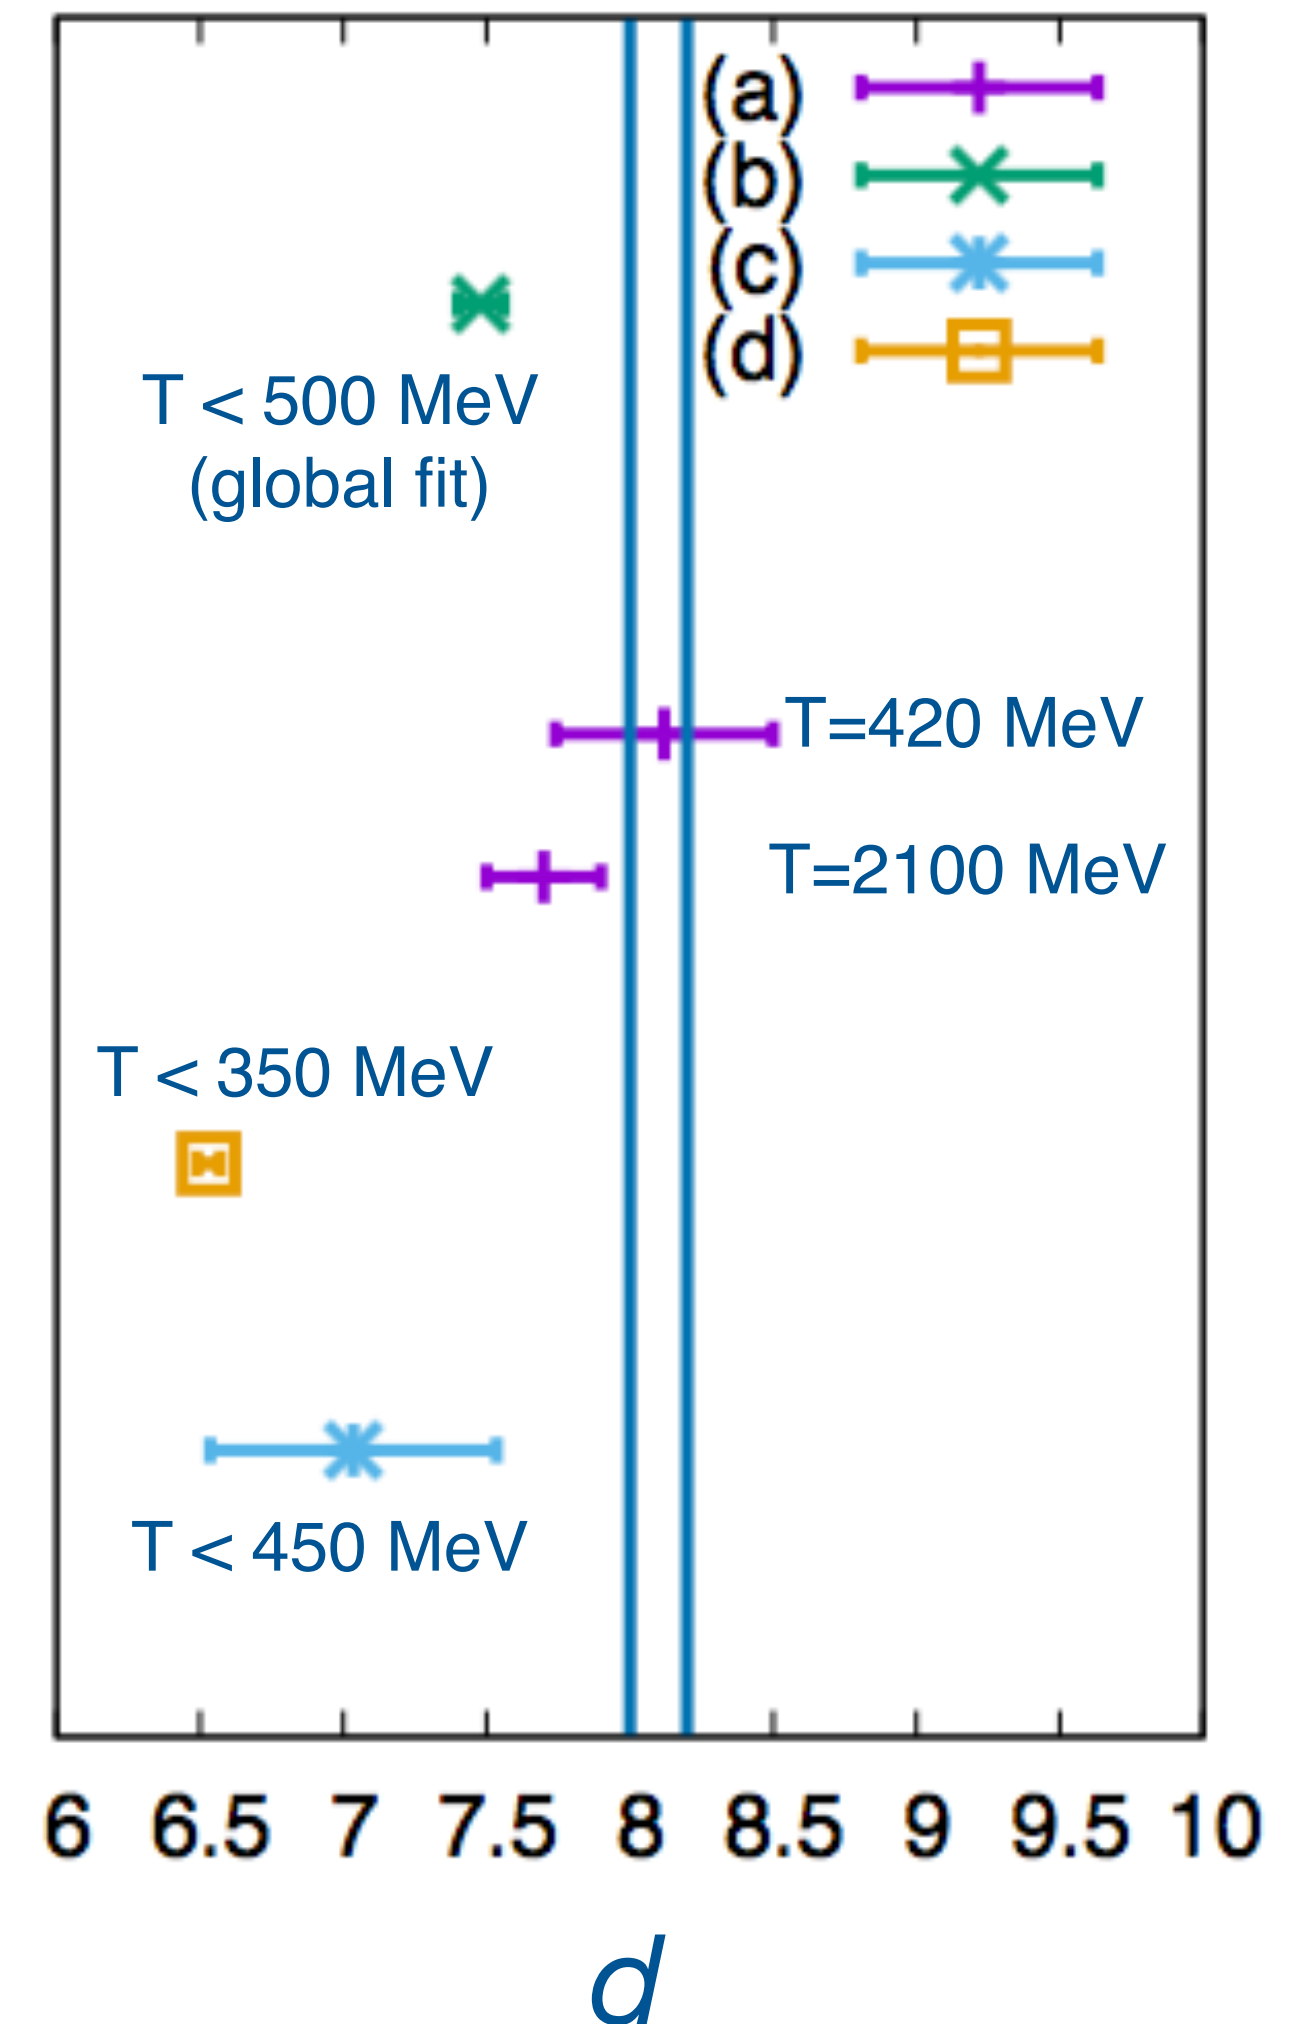 (a)
(b)
(c)
(d)
T < 500 MeV
(global fit)
T=420 MeV
T=2100 MeV
T < 350 MeV
T < 450 MeV
6 6.5 7 7.5 8 8.5 9 9.5 10
d